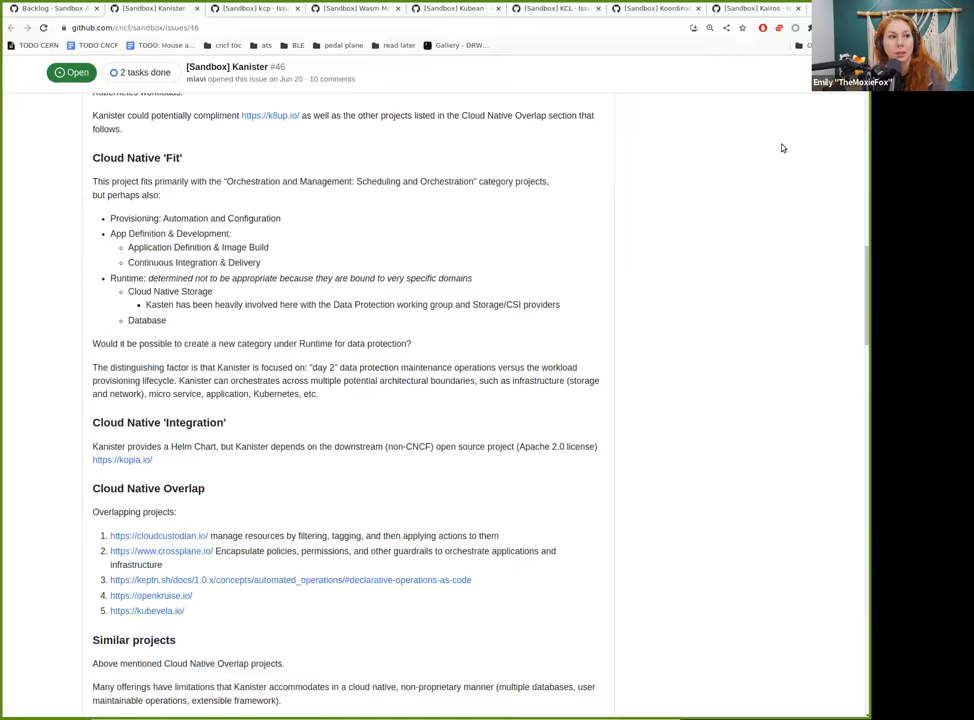 Backlog · Sandbox A
[Sandbox] Kanister
[Sandbox] kcp · Issu
[Sandbox] Wasm M
[Sandbox] Kubean ·
[Sandbox] KCL · Issu
[Sandbox] Koordina
[Sandbox] Kairos ·
github.com/cncf/sandbox/issues/46
TODO CERN
TODO CNCF
TODO: House a...
cncf toc
ats
BLE
pedal plane
read later
Gallery - DRW...
Emily "TheMoxieFox"
Open
2 tasks done
[Sandbox] Kanister #46
mlavi opened this issue on Jun 20 · 10 comments
Kubernetes workloads.
Kanister could potentially compliment https://k8up.io/ as well as the other projects listed in the Cloud Native Overlap section that
follows.
Cloud Native 'Fit'
This project fits primarily with the “Orchestration and Management: Scheduling and Orchestration” category projects,
but perhaps also:
• Provisioning: Automation and Configuration
• App Definition & Development:
◦ Application Definition & Image Build
◦ Continuous Integration & Delivery
• Runtime: determined not to be appropriate because they are bound to very specific domains
◦ Cloud Native Storage
▪ Kasten has been heavily involved here with the Data Protection working group and Storage/CSI providers
◦ Database
Would it be possible to create a new category under Runtime for data protection?
The distinguishing factor is that Kanister is focused on: “day 2” data protection maintenance operations versus the workload
provisioning lifecycle. Kanister can orchestrates across multiple potential architectural boundaries, such as infrastructure (storage
and network), micro service, application, Kubernetes, etc.
Cloud Native 'Integration'
Kanister provides a Helm Chart, but Kanister depends on the downstream (non-CNCF) open source project (Apache 2.0 license)
https://kopia.io/
Cloud Native Overlap
Overlapping projects:
1. https://cloudcustodian.io/ manage resources by filtering, tagging, and then applying actions to them
2. https://www.crossplane.io/ Encapsulate policies, permissions, and other guardrails to orchestrate applications and
infrastructure
3. https://keptn.sh/docs/1.0.x/concepts/automated_operations/#declarative-operations-as-code
4. https://openkruise.io/
5. https://kubevela.io/
Similar projects
Above mentioned Cloud Native Overlap projects.
Many offerings have limitations that Kanister accommodates in a cloud native, non-proprietary manner (multiple databases, user
maintainable operations, extensible framework).